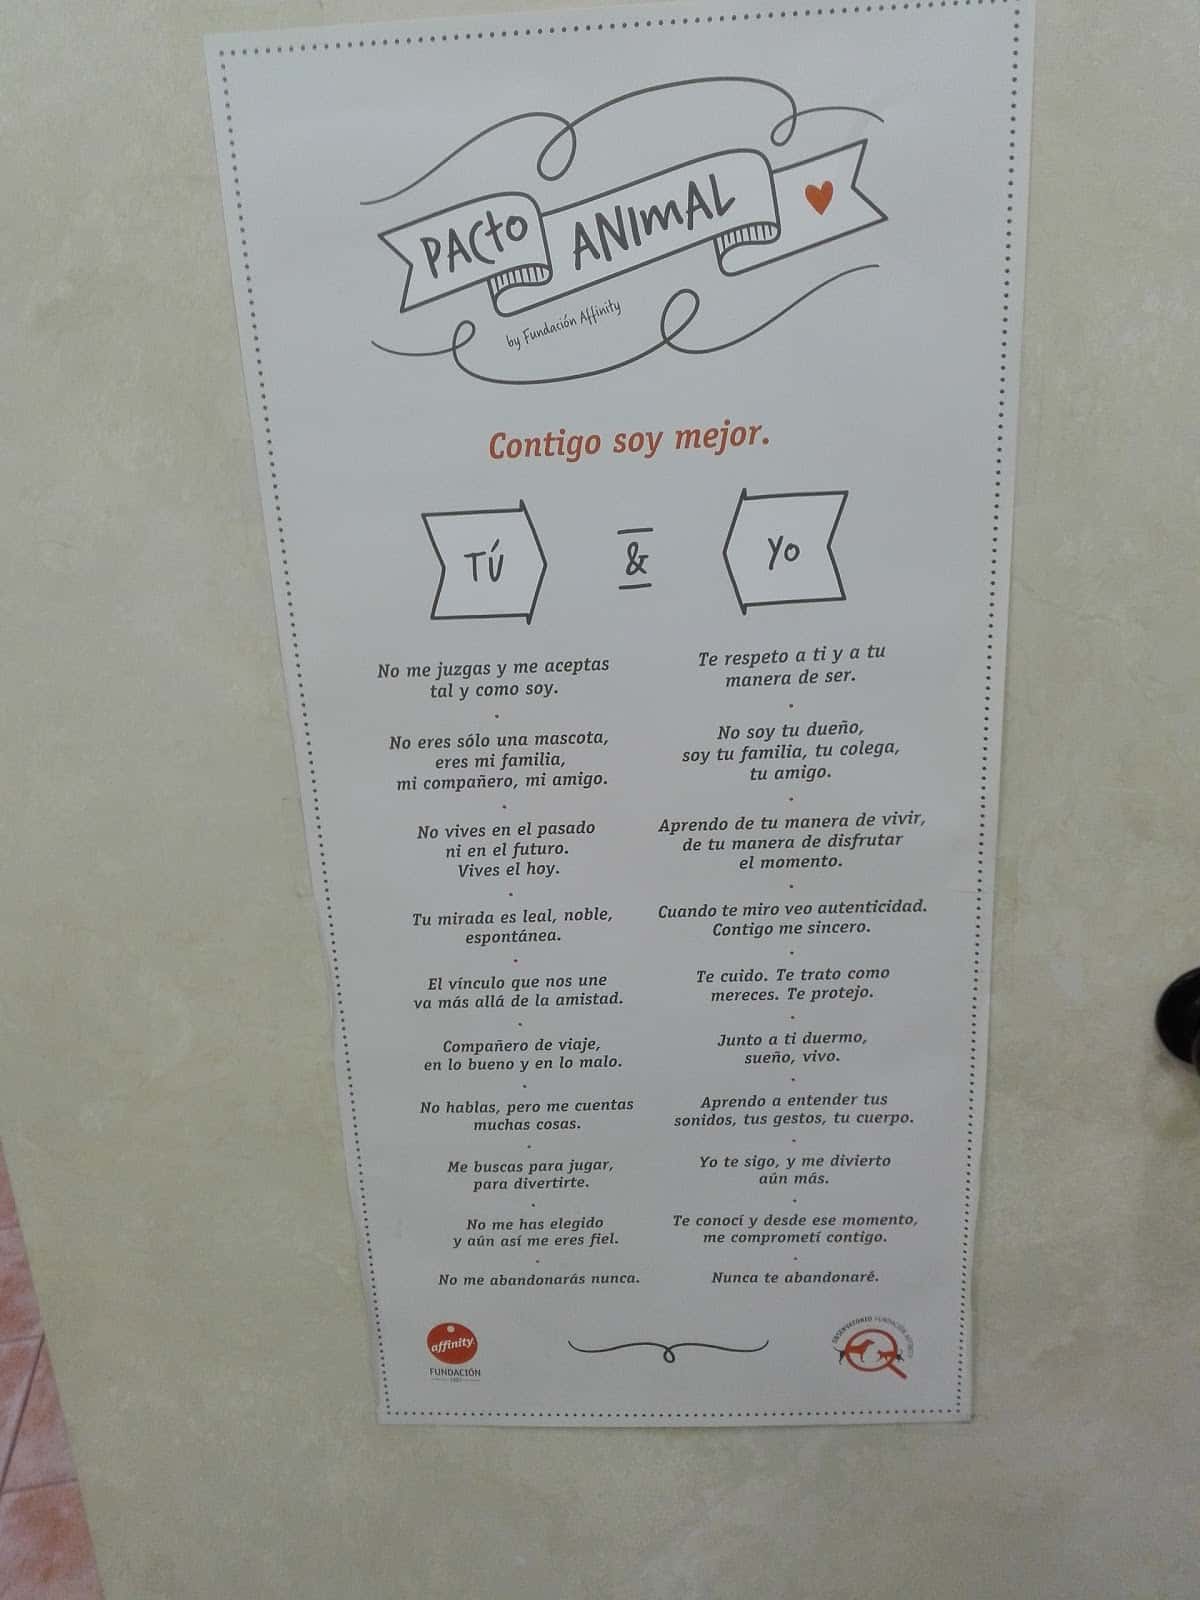 PACTO ANIMAL
by Fundación Affinity
Contigo soy mejor.
TÚ & YO
No me juzgas y me aceptas
tal y como soy.
No eres sólo una mascota,
eres mi familia,
mi compañero, mi amigo.
No vives en el pasado
ni en el futuro.
Vives el hoy.
Tu mirada es leal, noble,
espontánea.
El vínculo que nos une
va más allá de la amistad.
Compañero de viaje,
en lo bueno y en lo malo.
No hablas, pero me cuentas
muchas cosas.
Me buscas para jugar,
para divertirte.
No me has elegido
y aún así me eres fiel.
No me abandonarás nunca.
Te respeto a ti y a tu
manera de ser.
No soy tu dueño,
soy tu familia, tu colega,
tu amigo.
Aprendo de tu manera de vivir,
de tu manera de disfrutar
el momento.
Cuando te miro veo autenticidad.
Contigo me sincero.
Te cuido. Te trato como
mereces. Te protejo.
Junto a ti duermo,
sueño, vivo.
Aprendo a entender tus
sonidos, tus gestos, tu cuerpo.
Yo te sigo, y me divierto
aún más.
Te conocí y desde ese momento,
me comprometí contigo.
Nunca te abandonaré.
affinity
FUNDACIÓN
OBSERVATORIO FUNDACIÓN AFFINITY